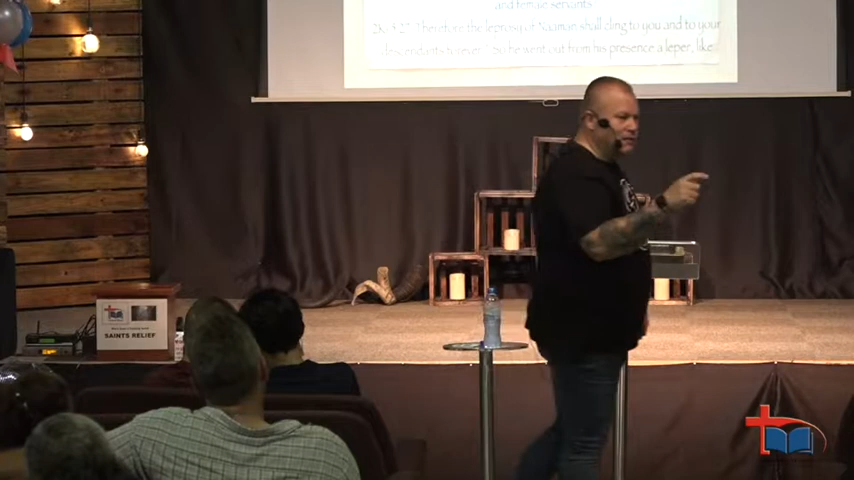 and female servants
2Ki 5:27 Therefore the leprosy of Naaman shall cling to you and to your
descendants forever." So he went out from his presence a leper, like
SAINTS RELIEF